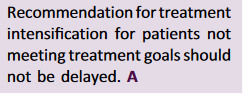 Recommendation for treatment
intensification for patients not
meeting treatment goals should
not be delayed. A